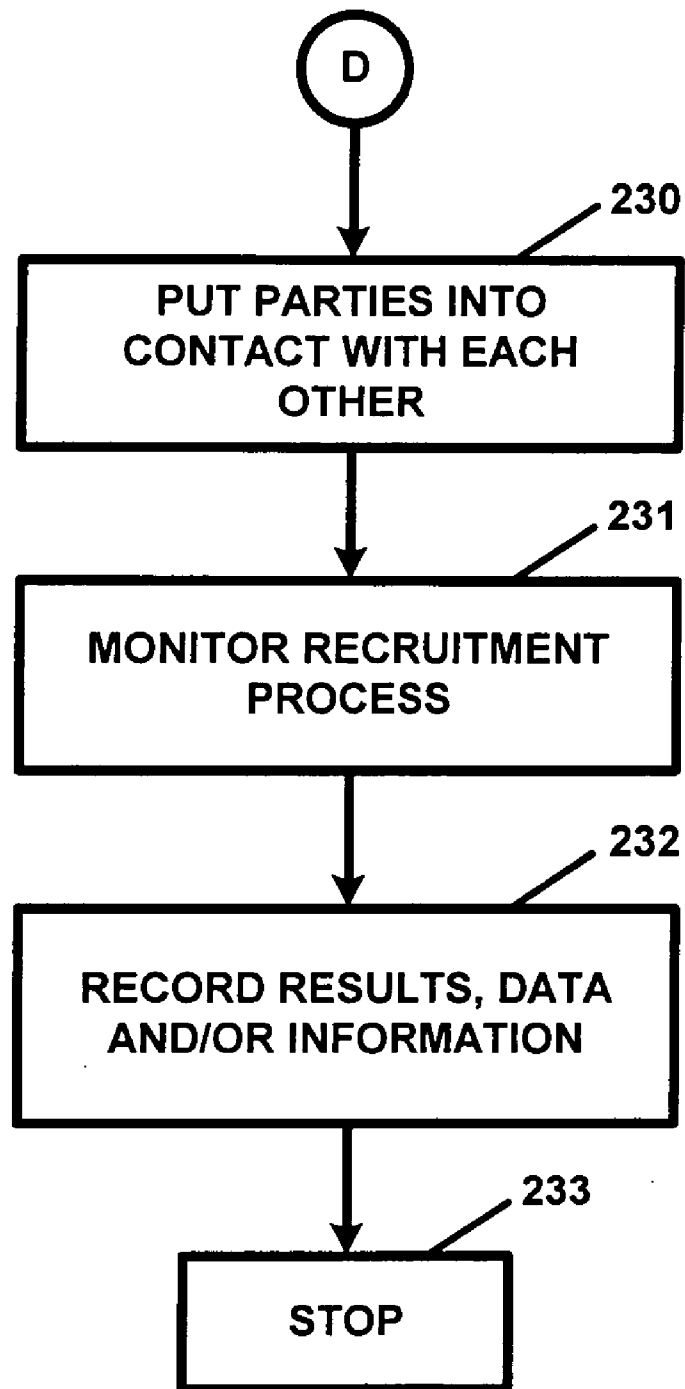 D
230
PUT PARTIES INTO
CONTACT WITH EACH
OTHER
231
MONITOR RECRUITMENT
PROCESS
232
RECORD RESULTS, DATA
AND/OR INFORMATION
233
STOP